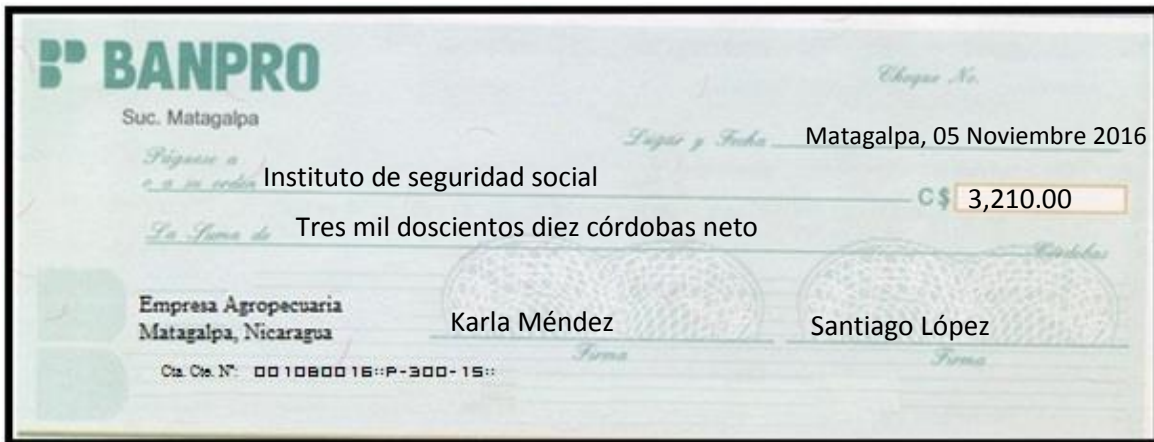 BANPRO
Suc. Matagalpa
Cheque No.
Lugar y Fecha Matagalpa, 05 Noviembre 2016
Páguese a
o a su orden Instituto de seguridad social C$ 3,210.00
La Suma de Tres mil doscientos diez córdobas neto
Córdobas
Empresa Agropecuaria
Matagalpa, Nicaragua
Karla Méndez Santiago López
Firma Firma
Cta. Cte. Nº: 001080016::P-300-15::